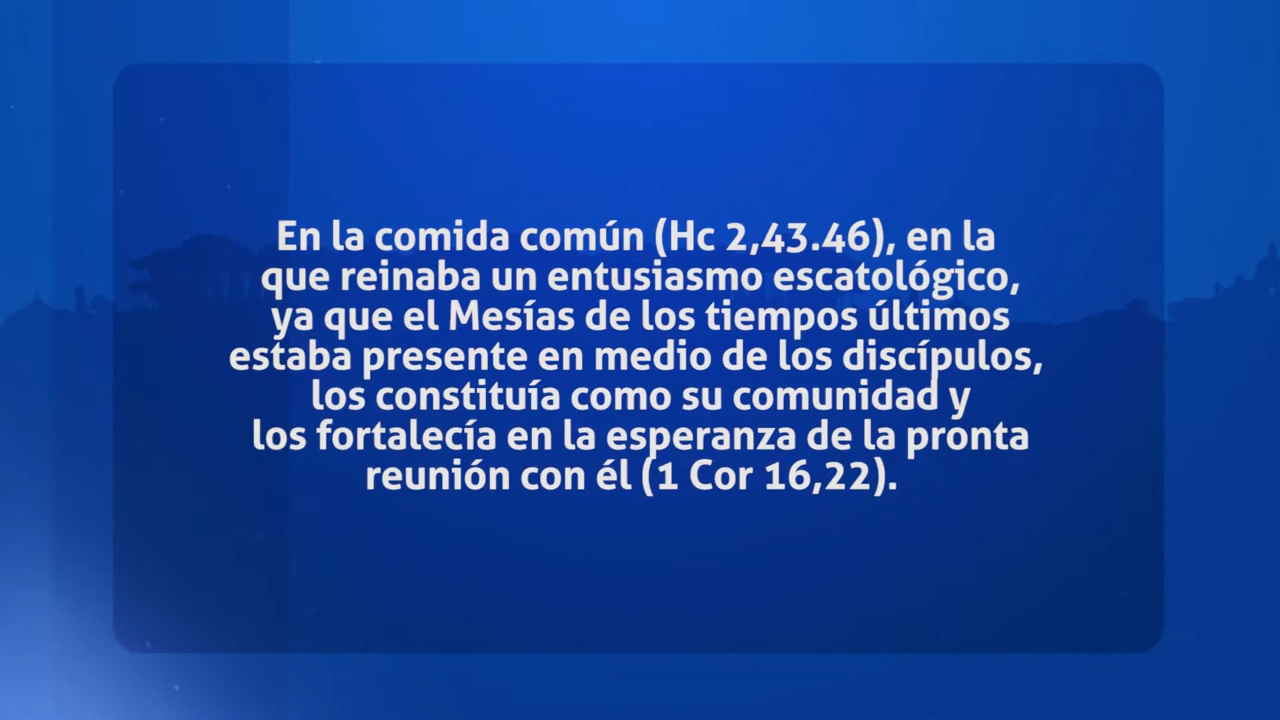 En la comida común (Hc 2,43.46), en la
que reinaba un entusiasmo escatológico,
ya que el Mesías de los tiempos últimos
estaba presente en medio de los discípulos,
los constituía como su comunidad y
los fortalecía en la esperanza de la pronta
reunión con él (1 Cor 16,22).